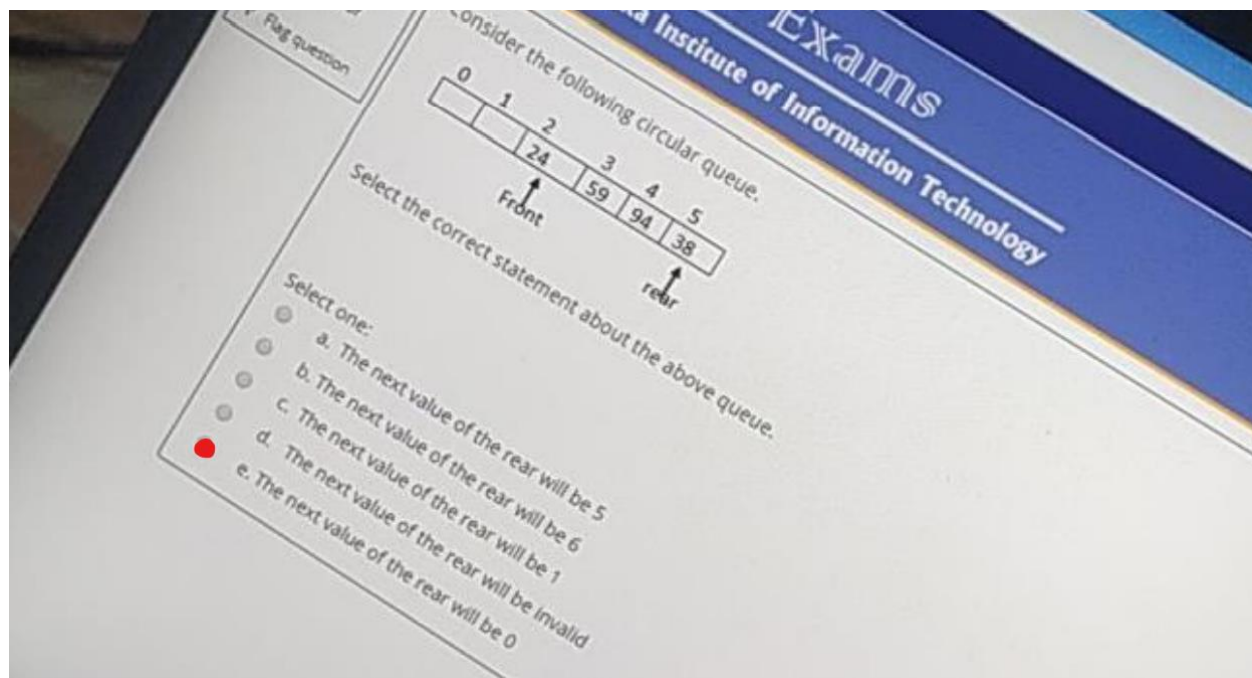 Exams
Institute of Information Technology
Flag question
Consider the following circular queue.
0 1 2 3 4 5
24 59 94 38
Front
rear
Select the correct statement about the above queue.
Select one:
a. The next value of the rear will be 5
b. The next value of the rear will be 6
c. The next value of the rear will be 1
d. The next value of the rear will be invalid
e. The next value of the rear will be 0